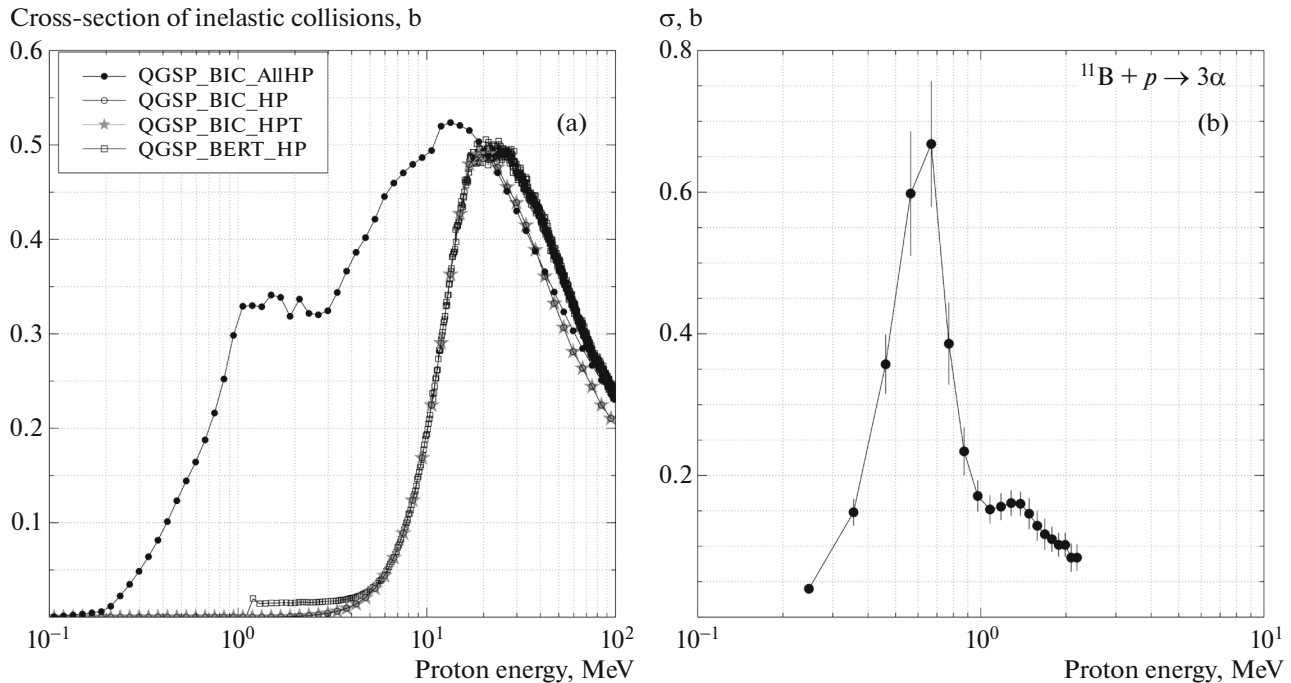 Cross-section of inelastic collisions, b
0.6
0.5
0.4
0.3
0.2
0.1
QGSP_BIC_AllHP
QGSP_BIC_HP
QGSP_BIC_HPT
QGSP_BERT_HP
(a)
10⁻¹
10⁰
10¹
10²
Proton energy, MeV
σ, b
0.8
0.6
0.4
0.2
¹¹B + p → 3α
(b)
10⁻¹
10⁰
10¹
Proton energy, MeV